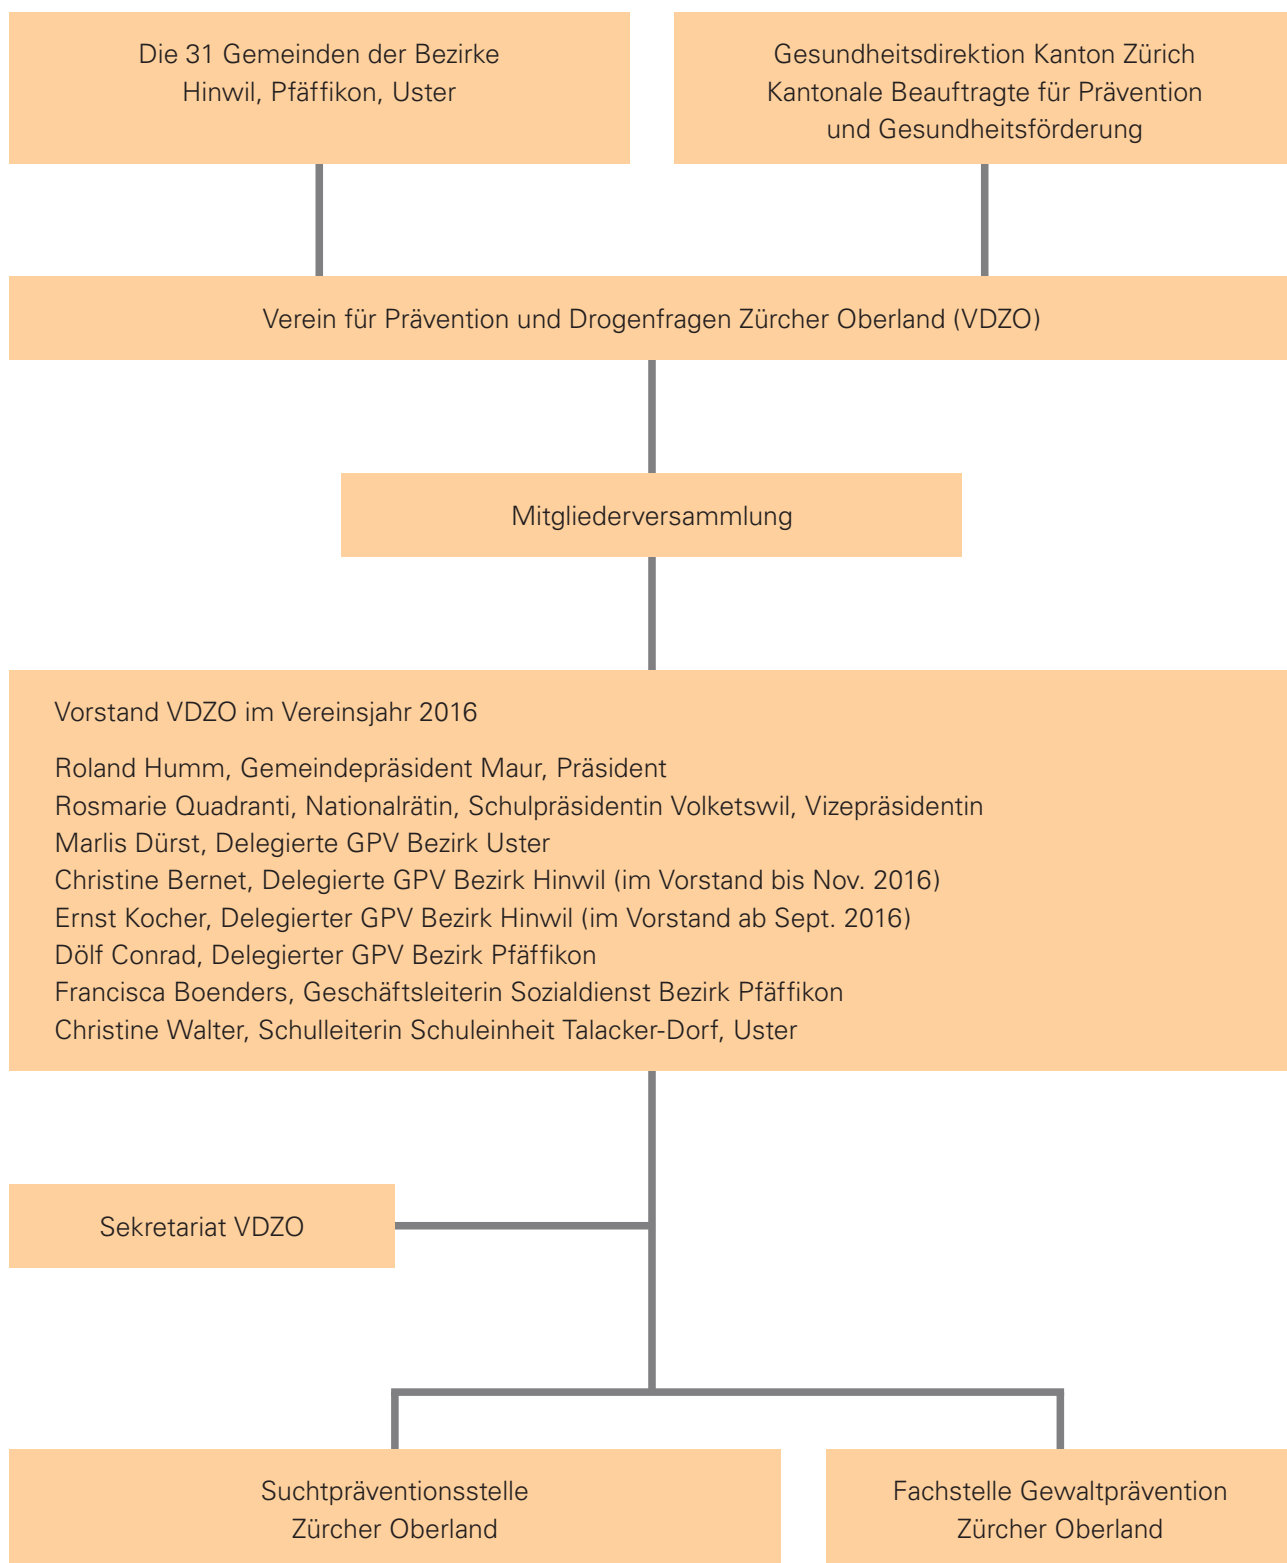 Die 31 Gemeinden der Bezirke
Hinwil, Pfäffikon, Uster
Gesundheitsdirektion Kanton Zürich
Kantonale Beauftragte für Prävention
und Gesundheitsförderung
Verein für Prävention und Drogenfragen Zürcher Oberland (VDZO)
Mitgliederversammlung
Vorstand VDZO im Vereinsjahr 2016
Roland Humm, Gemeindepräsident Maur, Präsident
Rosmarie Quadranti, Nationalrätin, Schulpräsidentin Volketswil, Vizepräsidentin
Marlis Dürst, Delegierte GPV Bezirk Uster
Christine Bernet, Delegierte GPV Bezirk Hinwil (im Vorstand bis Nov. 2016)
Ernst Kocher, Delegierter GPV Bezirk Hinwil (im Vorstand ab Sept. 2016)
Dölf Conrad, Delegierter GPV Bezirk Pfäffikon
Francisca Boenders, Geschäftsleiterin Sozialdienst Bezirk Pfäffikon
Christine Walter, Schulleiterin Schuleinheit Talacker-Dorf, Uster
Sekretariat VDZO
Suchtpräventionsstelle
Zürcher Oberland
Fachstelle Gewaltprävention
Zürcher Oberland